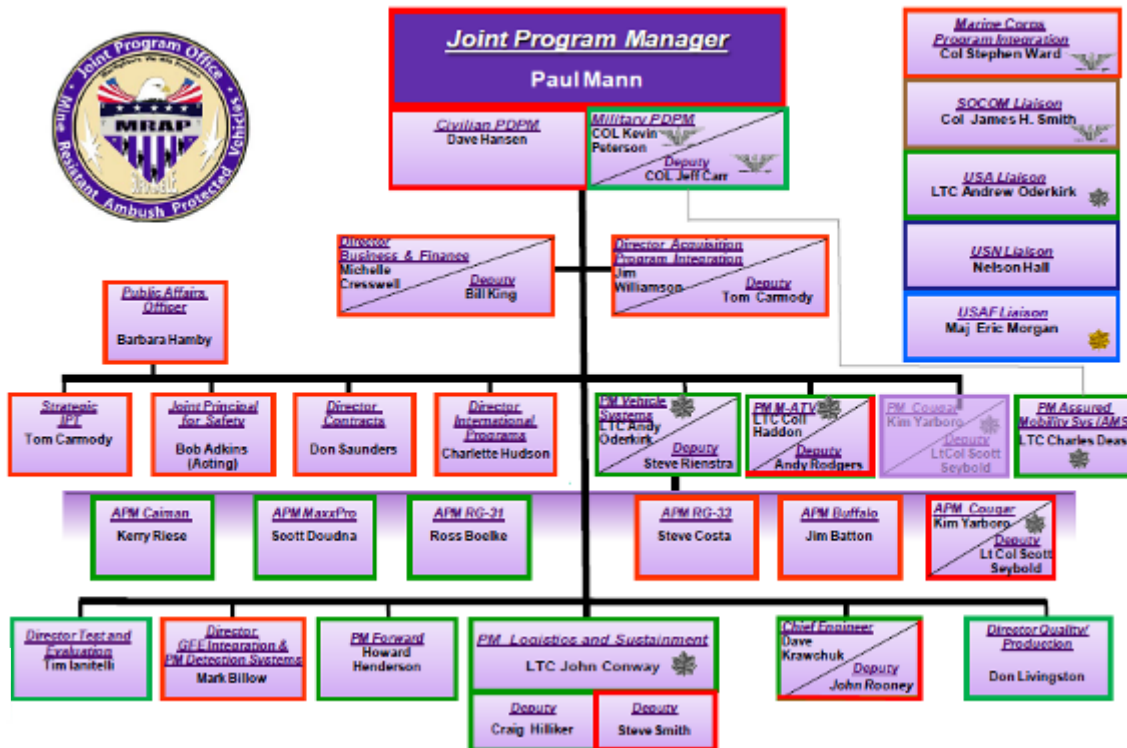 Joint Program Manager
Paul Mann
Civilian PDPM
Dave Hansen
Military PDPM
COL Kevin
Peterson
Deputy
COL Jeff Carr
Joint Program Office
Mine Resistant Ambush Protected Vehicles
MRAP
Marine Corps
Program Integration
Col Stephen Ward
SOCOM Liaison
Col James H. Smith
USA Liaison
LTC Andrew Oderkirk
USN Liaison
Nelson Hall
USAF Liaison
Maj Eric Morgan
Director
Business & Finance
Michelle
Cresswell
Deputy
Bill King
Director Acquisition
Program Integration
Jim
Williamson
Deputy
Tom Carmody
Public Affairs
Officer
Barbara Hamby
Strategic
IPT
Tom Carmody
Joint Principal
for Safety
Bob Adkins
(Acting)
Director
Contracts
Don Saunders
Director
International
Programs
Charlette Hudson
PM Vehicle
Systems
LTC Andy
Oderkirk
Deputy
Steve Rienstra
PM M-ATV
LTC Coll
Haddon
Deputy
Andy Rodgers
PM Cougar
Kim Yarboro
Deputy
LtCol Scott
Seybold
PM Assured
Mobility Sys (AMS)
LTC Charles Deas
APM Caiman
Kerry Riese
APM MaxxPro
Scott Doudna
APM RG-31
Ross Boelke
APM RG-32
Steve Costa
APM Buffalo
Jim Batton
APM Cougar
Kim Yarboro
Deputy
Lt Col Scott
Seybold
Director Test and
Evaluation
Tim Ianitelli
Director
GFE Integration &
PM Detection Systems
Mark Billow
PM Forward
Howard
Henderson
PM Logistics and Sustainment
LTC John Conway
Deputy
Craig Hilliker
Deputy
Steve Smith
Chief Engineer
Dave
Krawchuk
Deputy
John Rooney
Director Quality/
Production
Don Livingston